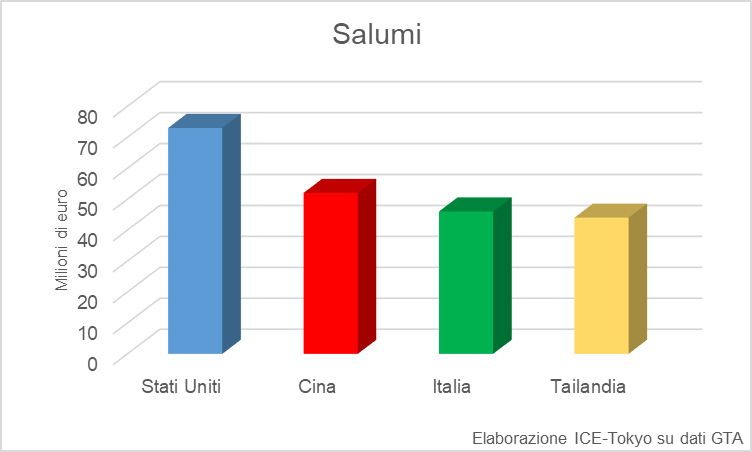 Salumi
Milioni di euro
80
70
60
50
40
30
20
10
0
Stati Uniti
Cina
Italia
Tailandia
Elaborazione ICE-Tokyo su dati GTA